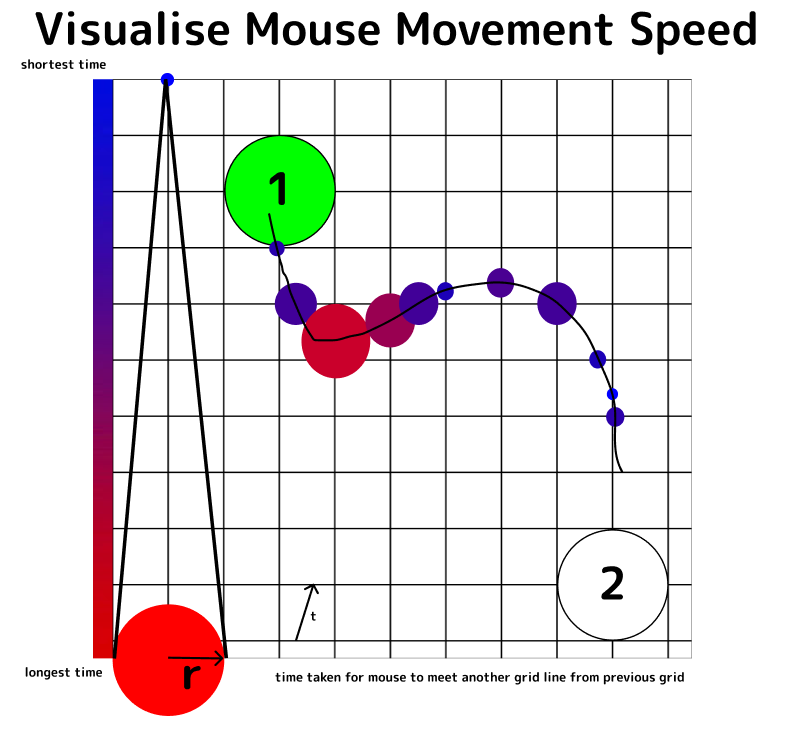 Visualise Mouse Movement Speed
shortest time
1
2
t
r
longest time
time taken for mouse to meet another grid line from previous grid